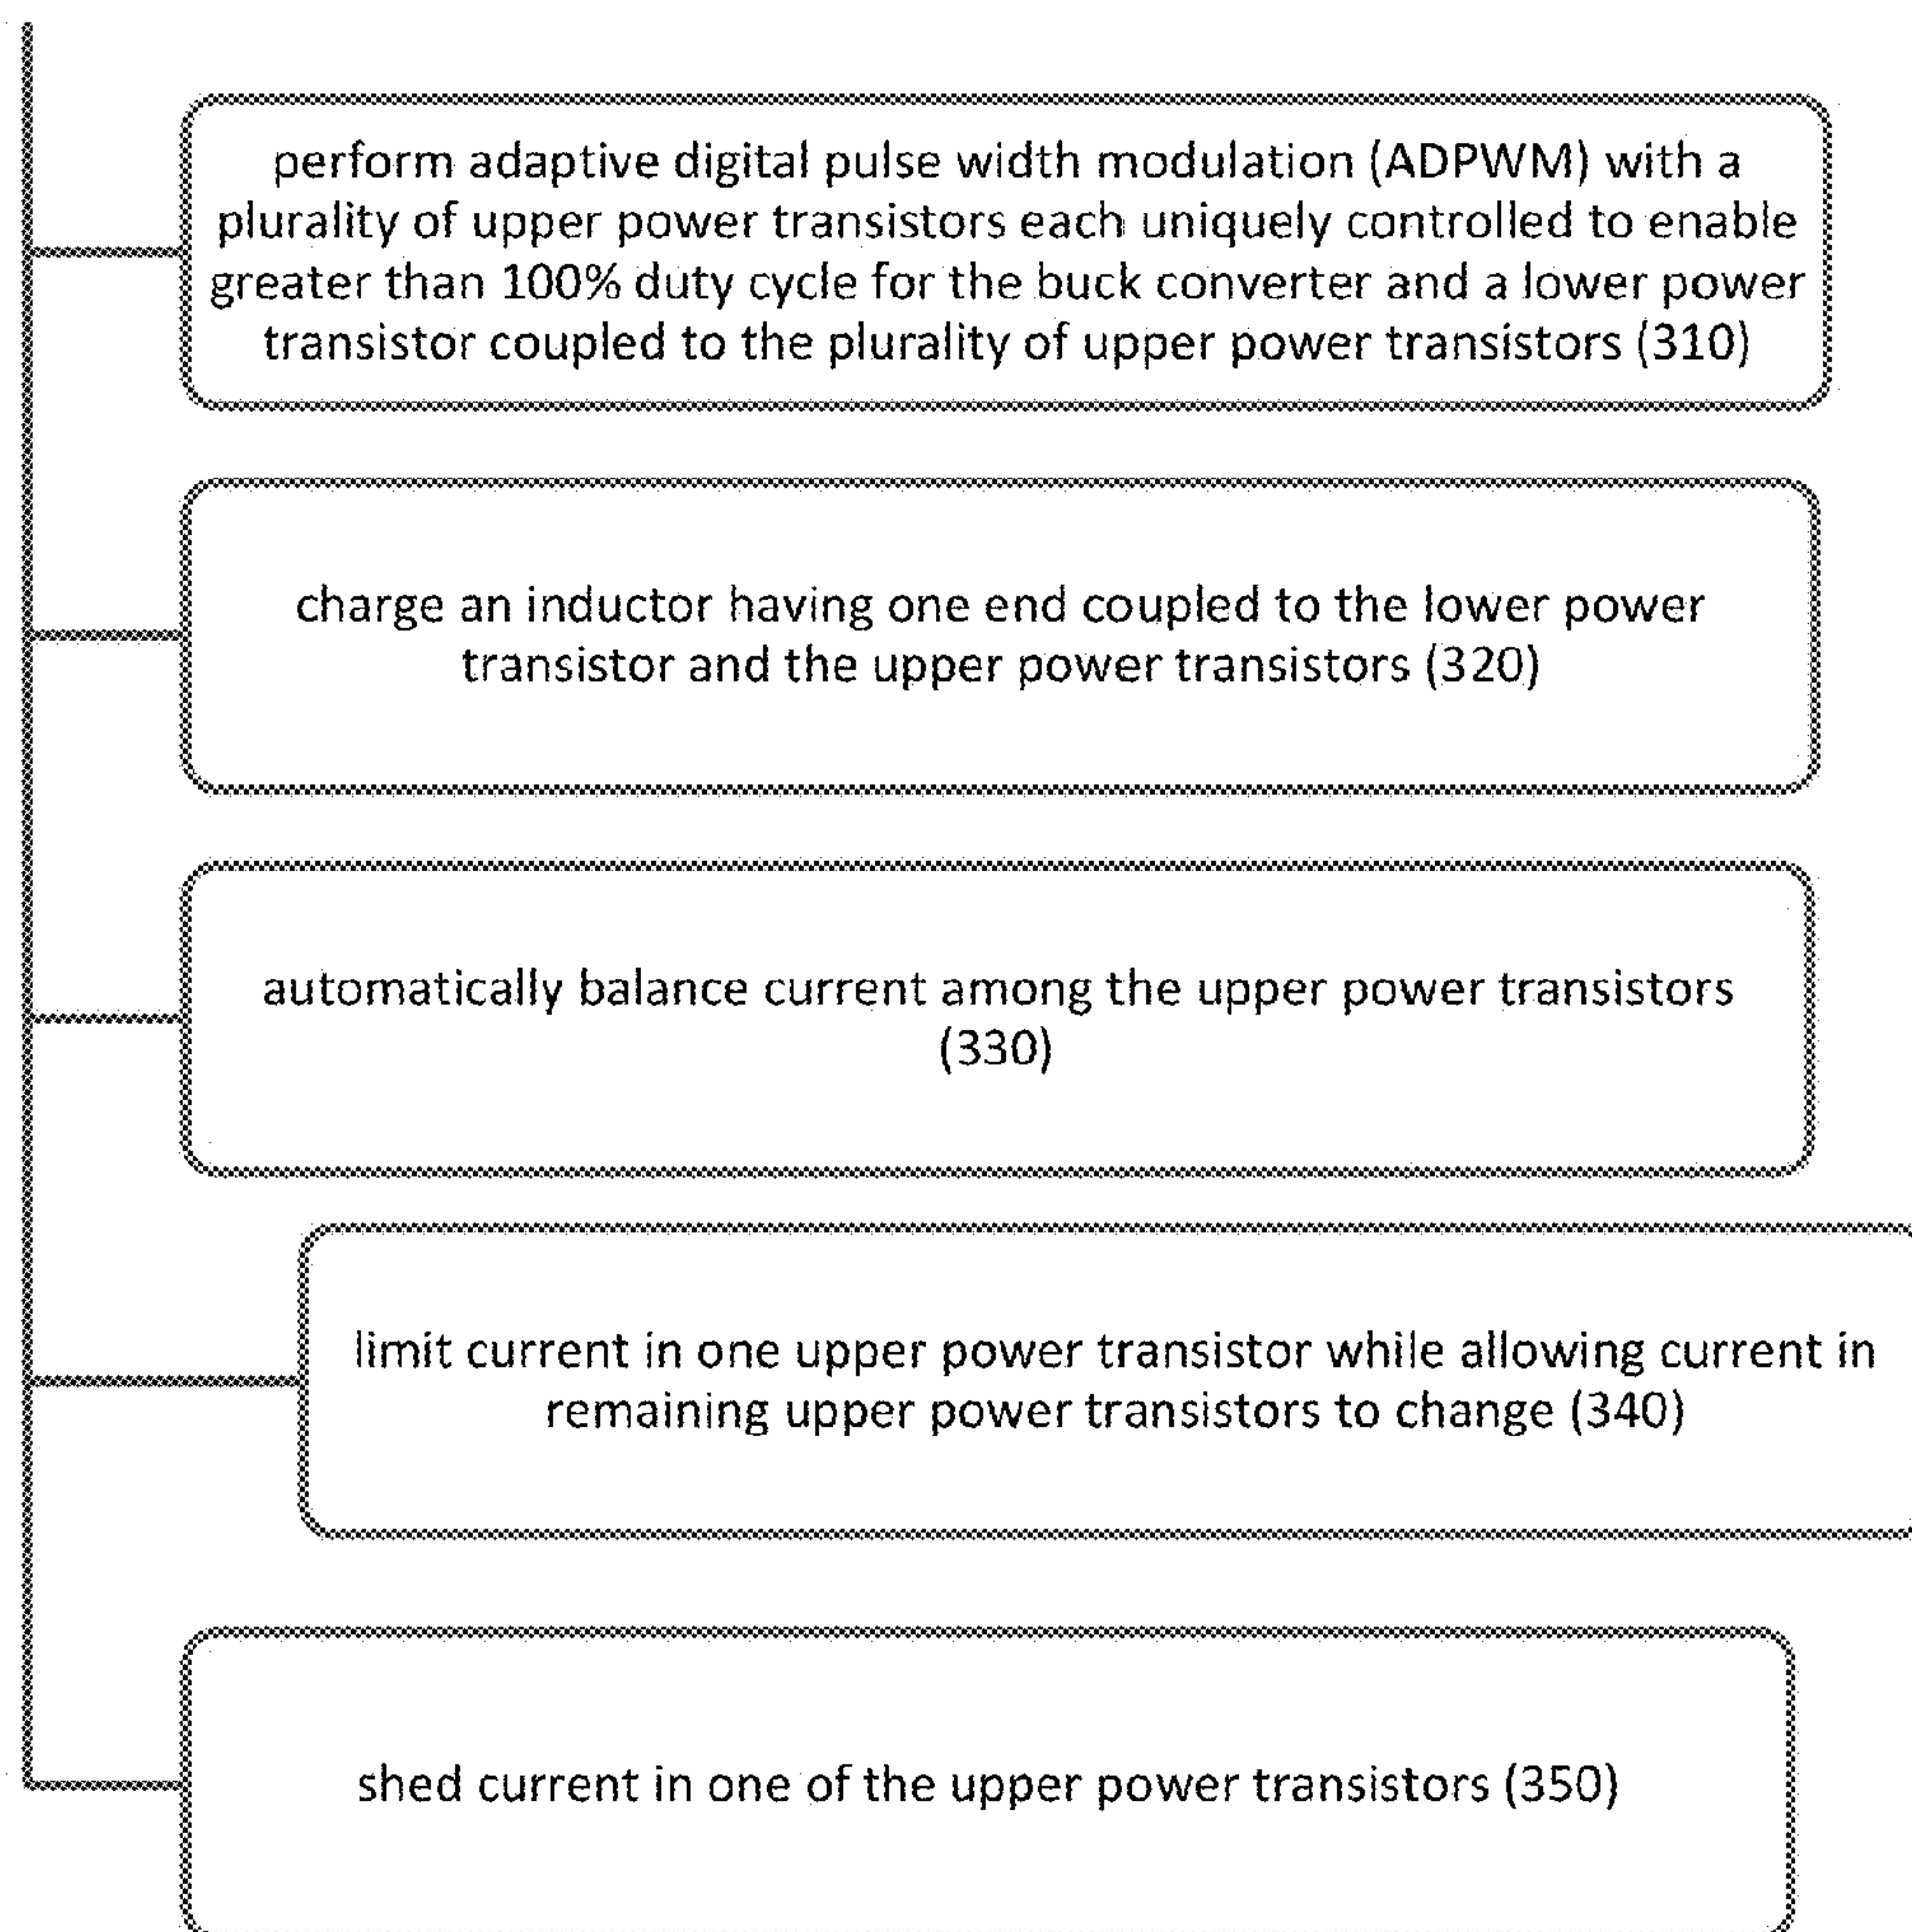 perform adaptive digital pulse width modulation (ADPWM) with a
plurality of upper power transistors each uniquely controlled to enable
greater than 100% duty cycle for the buck converter and a lower power
transistor coupled to the plurality of upper power transistors (310)
charge an inductor having one end coupled to the lower power
transistor and the upper power transistors (320)
automatically balance current among the upper power transistors
(330)
limit current in one upper power transistor while allowing current in
remaining upper power transistors to change (340)
shed current in one of the upper power transistors (350)